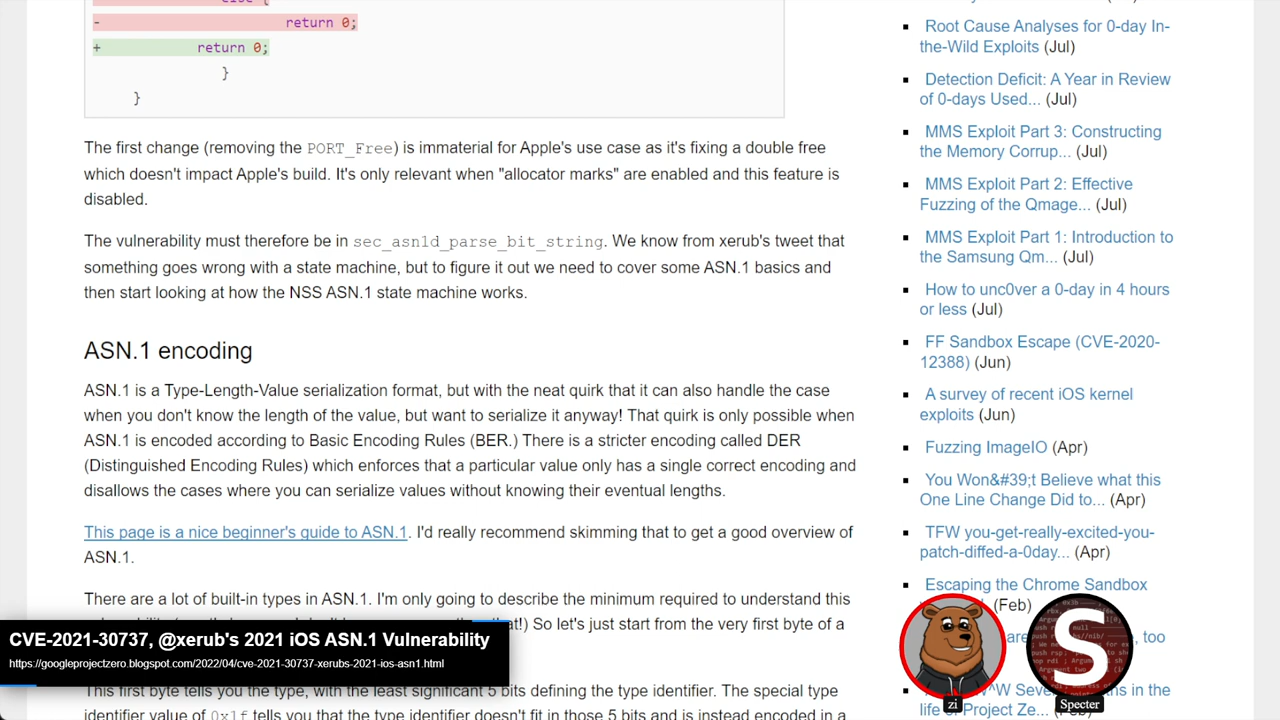 else {
- return 0;
+ return 0;
}
}
The first change (removing the PORT_Free) is immaterial for Apple's use case as it's fixing a double free
which doesn't impact Apple's build. It's only relevant when "allocator marks" are enabled and this feature is
disabled.
The vulnerability must therefore be in sec_asn1d_parse_bit_string. We know from xerub's tweet that
something goes wrong with a state machine, but to figure it out we need to cover some ASN.1 basics and
then start looking at how the NSS ASN.1 state machine works.
ASN.1 encoding
ASN.1 is a Type-Length-Value serialization format, but with the neat quirk that it can also handle the case
when you don't know the length of the value, but want to serialize it anyway! That quirk is only possible when
ASN.1 is encoded according to Basic Encoding Rules (BER.) There is a stricter encoding called DER
(Distinguished Encoding Rules) which enforces that a particular value only has a single correct encoding and
disallows the cases where you can serialize values without knowing their eventual lengths.
This page is a nice beginner's guide to ASN.1. I'd really recommend skimming that to get a good overview of
ASN.1.
There are a lot of built-in types in ASN.1. I'm only going to describe the minimum required to understand this
that!) So let's just start from the very first byte of a
This first byte tells you the type, with the least significant 5 bits defining the type identifier. The special type
identifier value of 0x1f tells you that the type identifier doesn't fit in those 5 bits and is instead encoded in a
Root Cause Analyses for 0-day In-
the-Wild Exploits (Jul)
Detection Deficit: A Year in Review
of 0-days Used... (Jul)
MMS Exploit Part 3: Constructing
the Memory Corrup... (Jul)
MMS Exploit Part 2: Effective
Fuzzing of the Qmage... (Jul)
MMS Exploit Part 1: Introduction to
the Samsung Qm... (Jul)
How to unc0ver a 0-day in 4 hours
or less (Jul)
FF Sandbox Escape (CVE-2020-
12388) (Jun)
A survey of recent iOS kernel
exploits (Jun)
Fuzzing ImageIO (Apr)
You Won&#39;t Believe what this
One Line Change Did to... (Apr)
TFW you-get-really-excited-you-
patch-diffed-a-0day... (Apr)
Escaping the Chrome Sandbox
(Feb)
too
in the
life of Project Ze... (Feb)
CVE-2021-30737, @xerub's 2021 iOS ASN.1 Vulnerability
https://googleprojectzero.blogspot.com/2022/04/cve-2021-30737-xerubs-2021-ios-asn1.html
zi
S
Specter